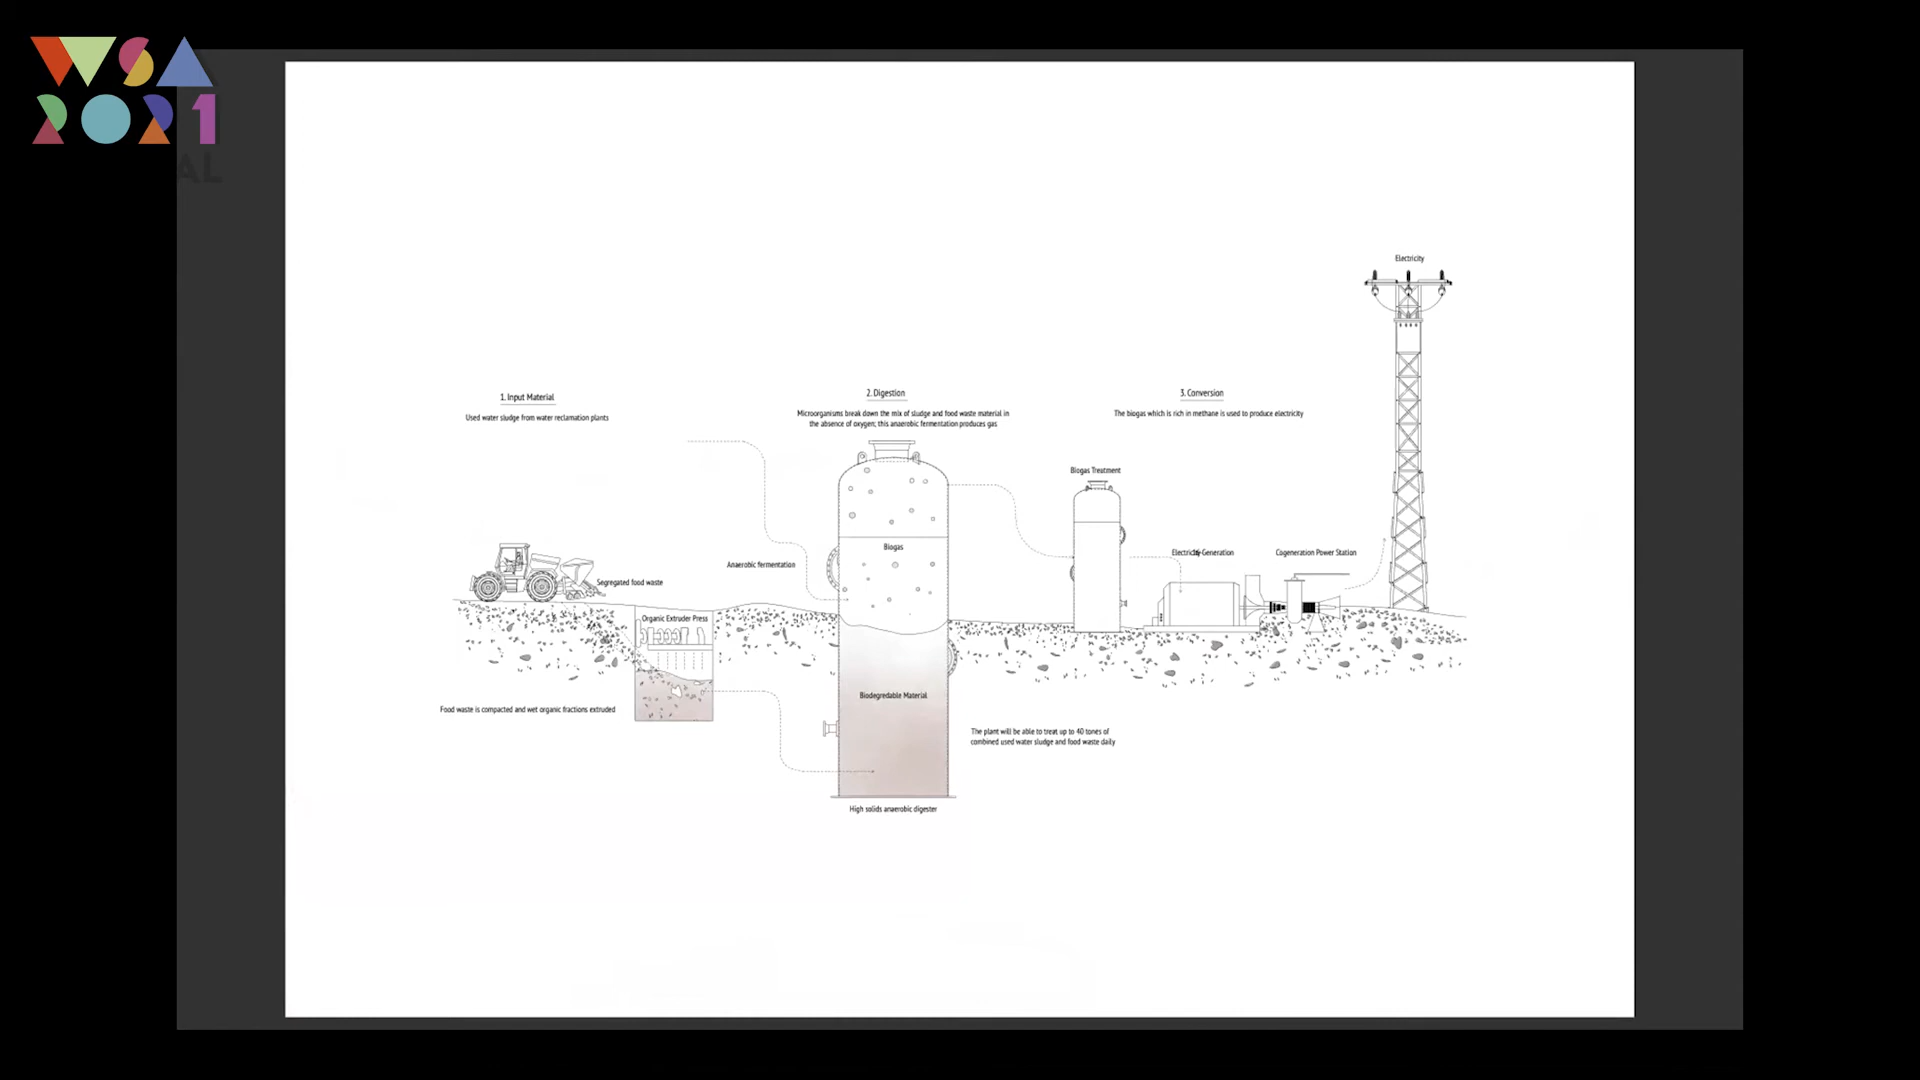 WSA
2021
AL
Electricity
1. Input Material
Used water sludge from water reclamation plants
2. Digestion
Microorganisms break down the mix of sludge and food waste material in
the absence of oxygen; this anaerobic fermentation produces gas
3. Conversion
The biogas which is rich in methane is used to produce electricity
Biogas Treatment
Biogas
Anaerobic fermentation
Electricity Generation
Cogeneration Power Station
Segregated food waste
Organic Extruder Press
Biodegredable Material
Food waste is compacted and wet organic fractions extruded
The plant will be able to treat up to 40 tones of
combined used water sludge and food waste daily
High solids anaerobic digester